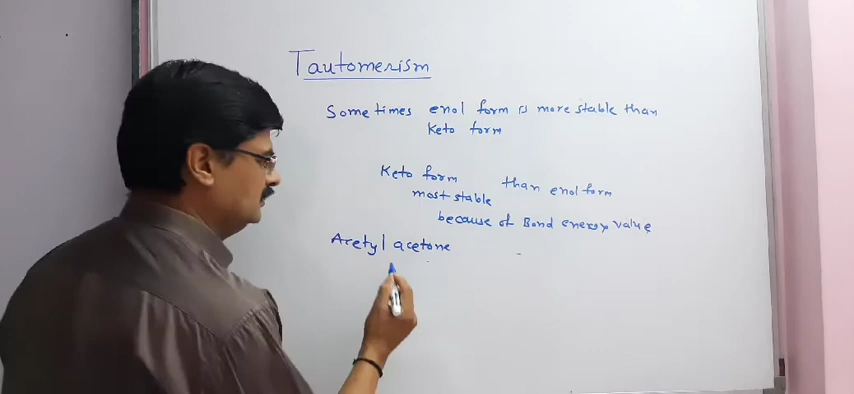 Tautomerism
Sometimes enol form is more stable than
keto form
Keto form than enol form
most stable
because of Bond energy value
Acetyl acetone